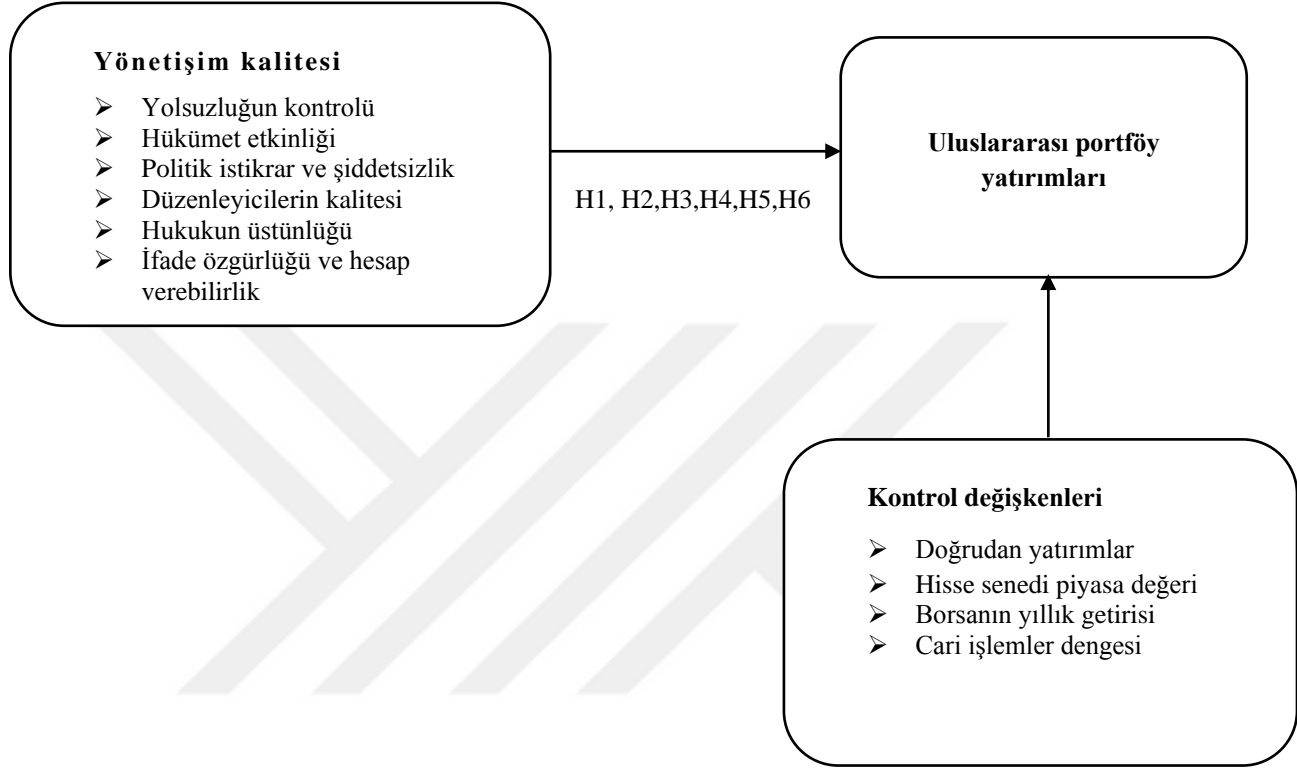 Yönetişim kalitesi
➢ Yolsuzluğun kontrolü
➢ Hükümet etkinliği
➢ Politik istikrar ve şiddetsizlik
➢ Düzenleyicilerin kalitesi
➢ Hukukun üstünlüğü
➢ İfade özgürlüğü ve hesap
verebilirlik
H1, H2,H3,H4,H5,H6
Uluslararası portföy
yatırımları
Kontrol değişkenleri
➢ Doğrudan yatırımlar
➢ Hisse senedi piyasa değeri
➢ Borsanın yıllık getirisi
➢ Cari işlemler dengesi